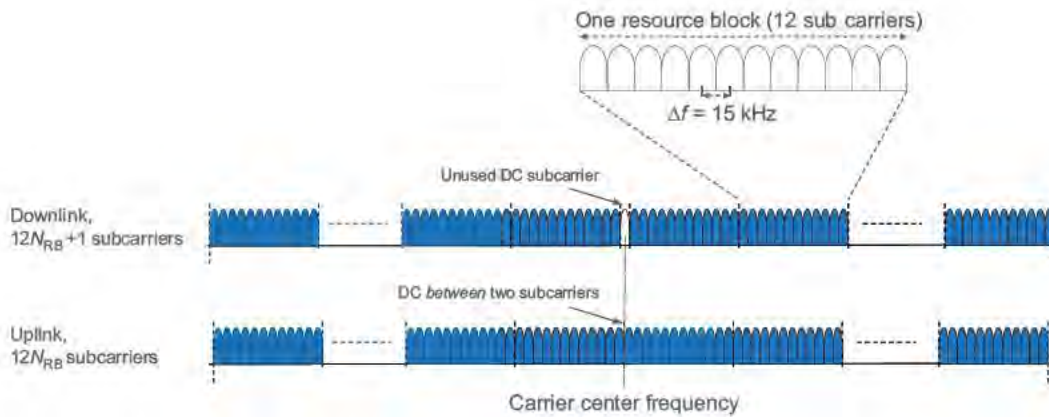 One resource block (12 sub carriers)
Δf = 15 kHz
Unused DC subcarrier
Downlink,
12N_RB +1 subcarriers
DC between two subcarriers
Uplink,
12N_RB subcarriers
Carrier center frequency